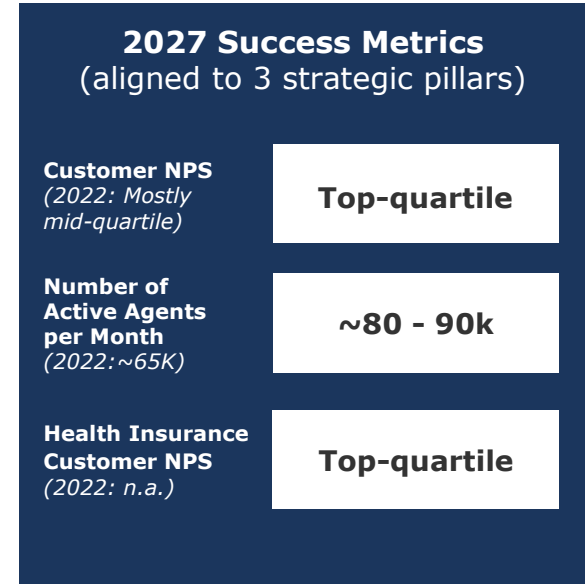 2027 Success Metrics
(aligned to 3 strategic pillars)
Customer NPS
(2022: Mostly
mid-quartile)
Top-quartile
Number of
Active Agents
per Month
(2022:~65K)
~80 - 90k
Health Insurance
Customer NPS
(2022: n.a.)
Top-quartile